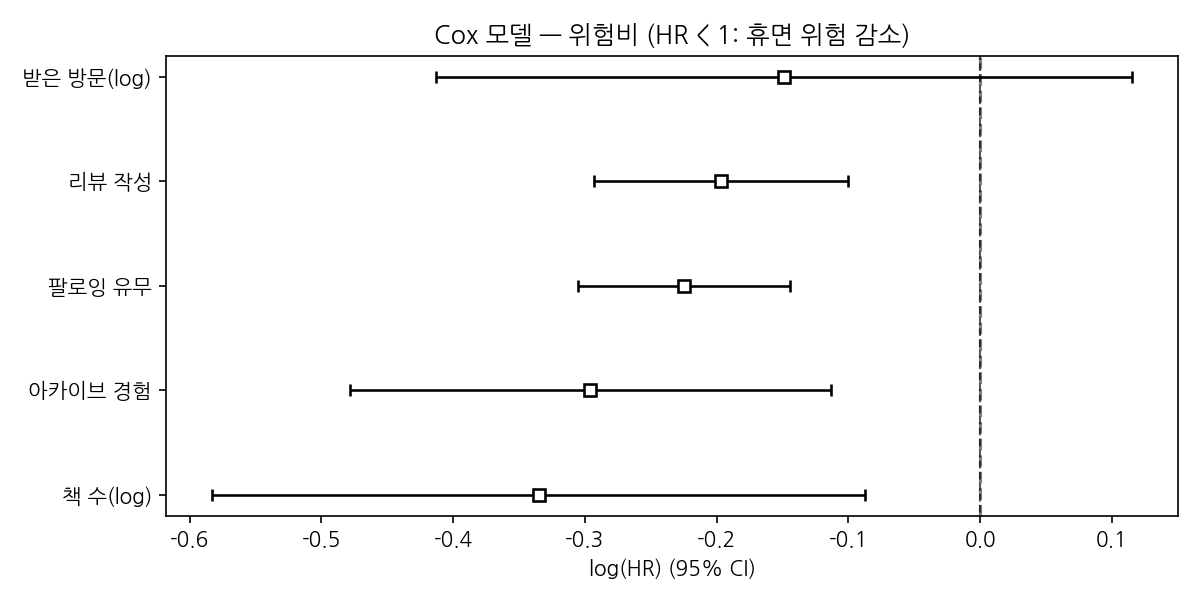 Cox 모델 — 위험비 (HR < 1: 휴면 위험 감소)
받은 방문(log)
리뷰 작성
팔로잉 유무
아카이브 경험
책 수(log)
-0.6 -0.5 -0.4 -0.3 -0.2 -0.1 0.0 0.1
log(HR) (95% CI)